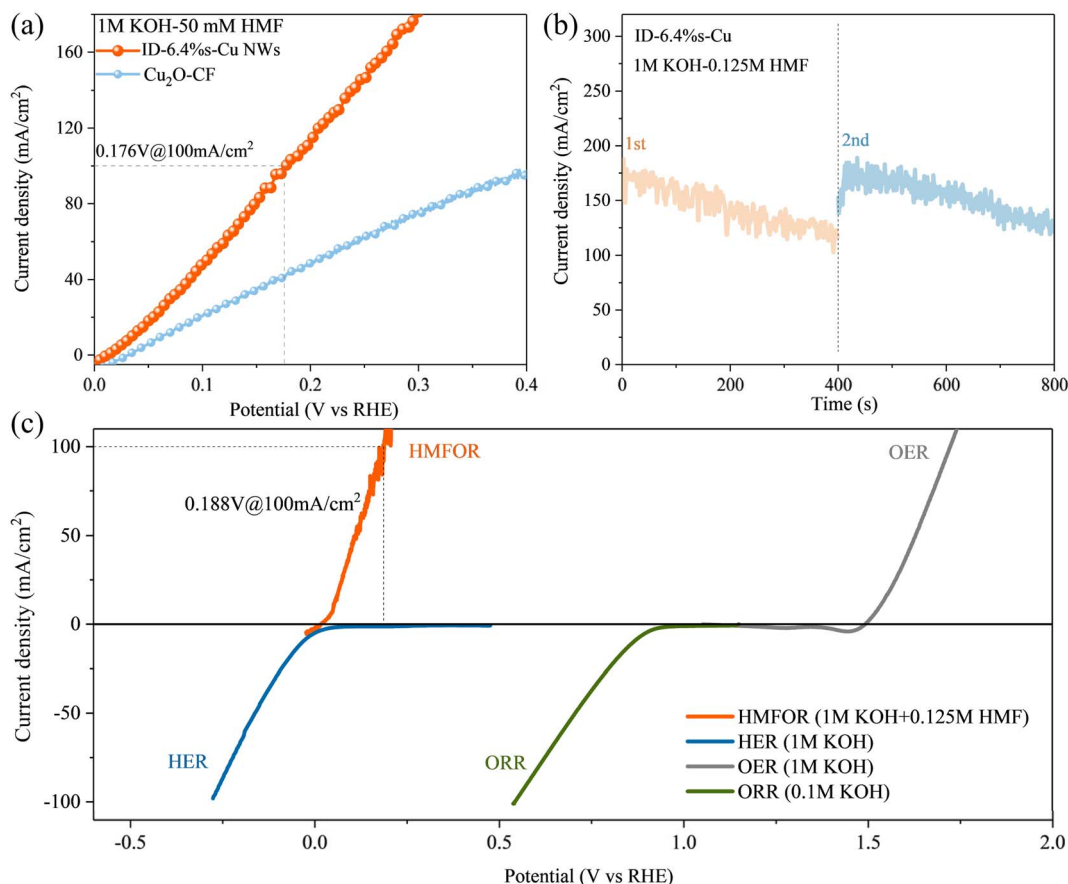 (a)
1M KOH-50 mM HMF
ID-6.4%s-Cu NWs
Cu₂O-CF
0.176V@100mA/cm²
160
120
80
40
0
0.0 0.1 0.2 0.3 0.4
Current density (mA/cm²)
Potential (V vs RHE)
(b)
ID-6.4%s-Cu
1M KOH-0.125M HMF
1st
2nd
300
250
200
150
100
50
0
0 200 400 600 800
Current density (mA/cm²)
Time (s)
(c)
HMFOR
OER
0.188V@100mA/cm²
HER
ORR
HMFOR (1M KOH+0.125M HMF)
HER (1M KOH)
OER (1M KOH)
ORR (0.1M KOH)
100
50
0
-50
-100
-0.5 0.0 0.5 1.0 1.5 2.0
Current density (mA/cm²)
Potential (V vs RHE)